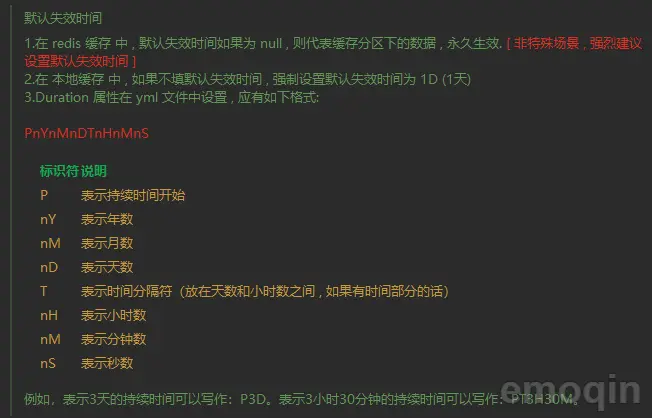 默认失效时间
1.在 redis 缓存 中 , 默认失效时间如果为 null , 则代表缓存分区下的数据 , 永久生效. [ 非特殊场景 , 强烈建议
设置默认失效时间 ]
2.在 本地缓存 中 , 如果不填默认失效时间 , 强制设置默认失效时间为 1D (1天)
3.Duration 属性在 yml 文件中设置 , 应有如下格式:
PnYnMnDTnHnMnS
标识符 说明
P 表示持续时间开始
nY 表示年数
nM 表示月数
nD 表示天数
T 表示时间分隔符（放在天数和小时数之间 , 如果有时间部分的话）
nH 表示小时数
nM 表示分钟数
nS 表示秒数
例如，表示3天的持续时间可以写作：P3D。表示3小时30分钟的持续时间可以写作：PT3H30M。
emoqin